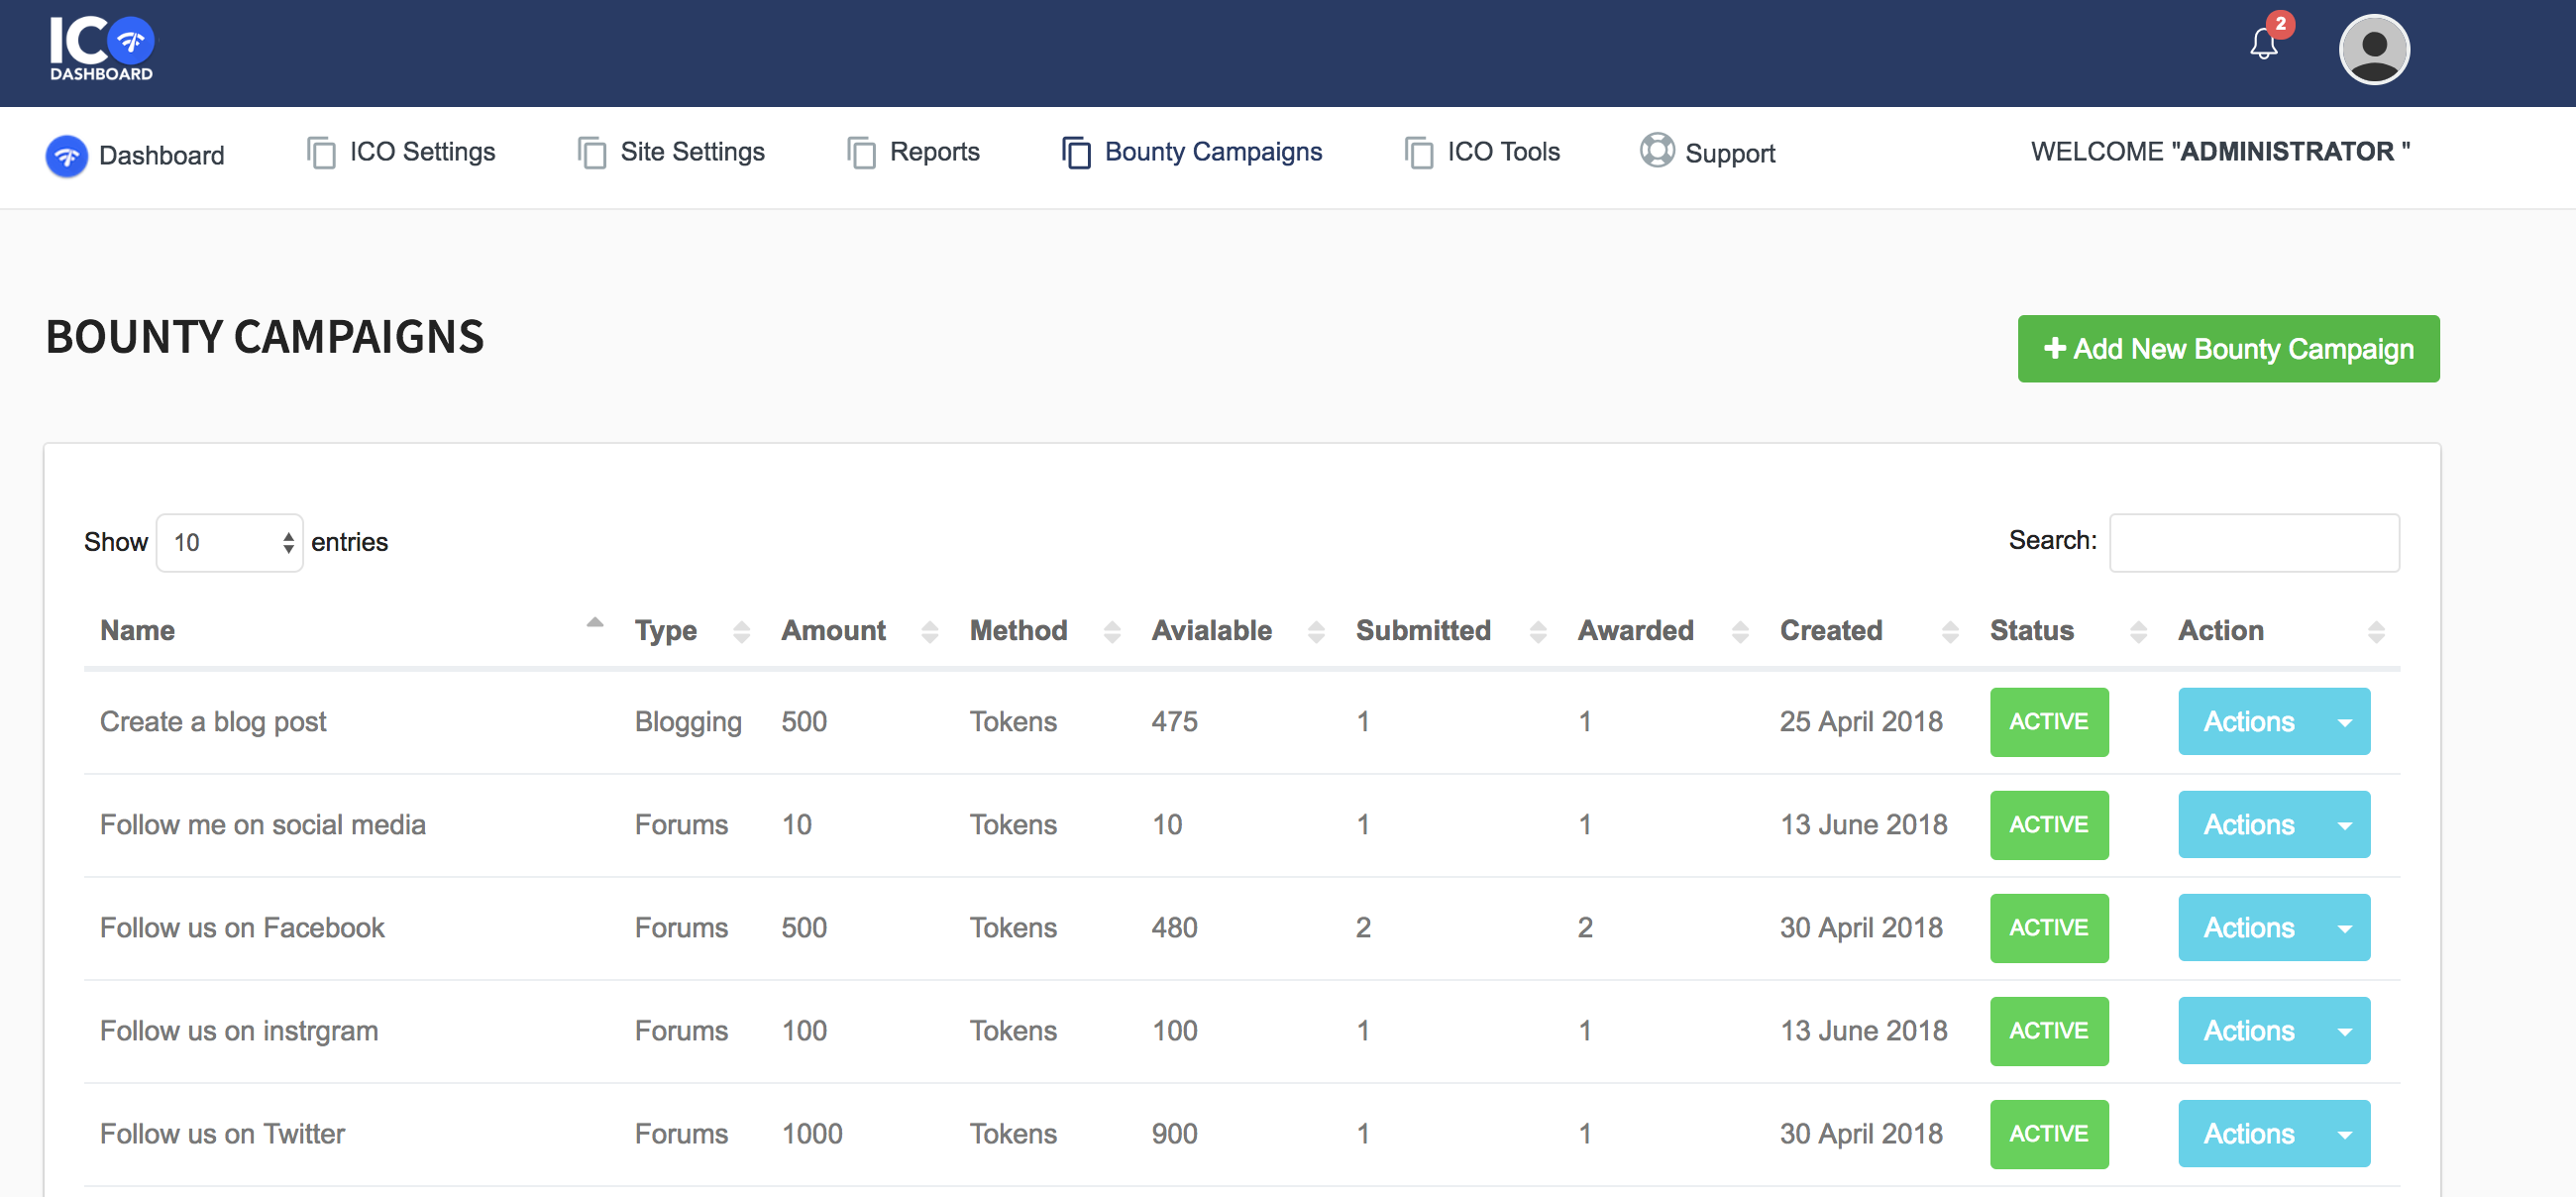 ICO
DASHBOARD
2
Dashboard ICO Settings Site Settings Reports Bounty Campaigns ICO Tools Support WELCOME "ADMINISTRATOR "
BOUNTY CAMPAIGNS
Add New Bounty Campaign
Show 10 entries Search:
Name Type Amount Method Avialable Submitted Awarded Created Status Action
Create a blog post Blogging 500 Tokens 475 1 1 25 April 2018 ACTIVE Actions
Follow me on social media Forums 10 Tokens 10 1 1 13 June 2018 ACTIVE Actions
Follow us on Facebook Forums 500 Tokens 480 2 2 30 April 2018 ACTIVE Actions
Follow us on instrgram Forums 100 Tokens 100 1 1 13 June 2018 ACTIVE Actions
Follow us on Twitter Forums 1000 Tokens 900 1 1 30 April 2018 ACTIVE Actions